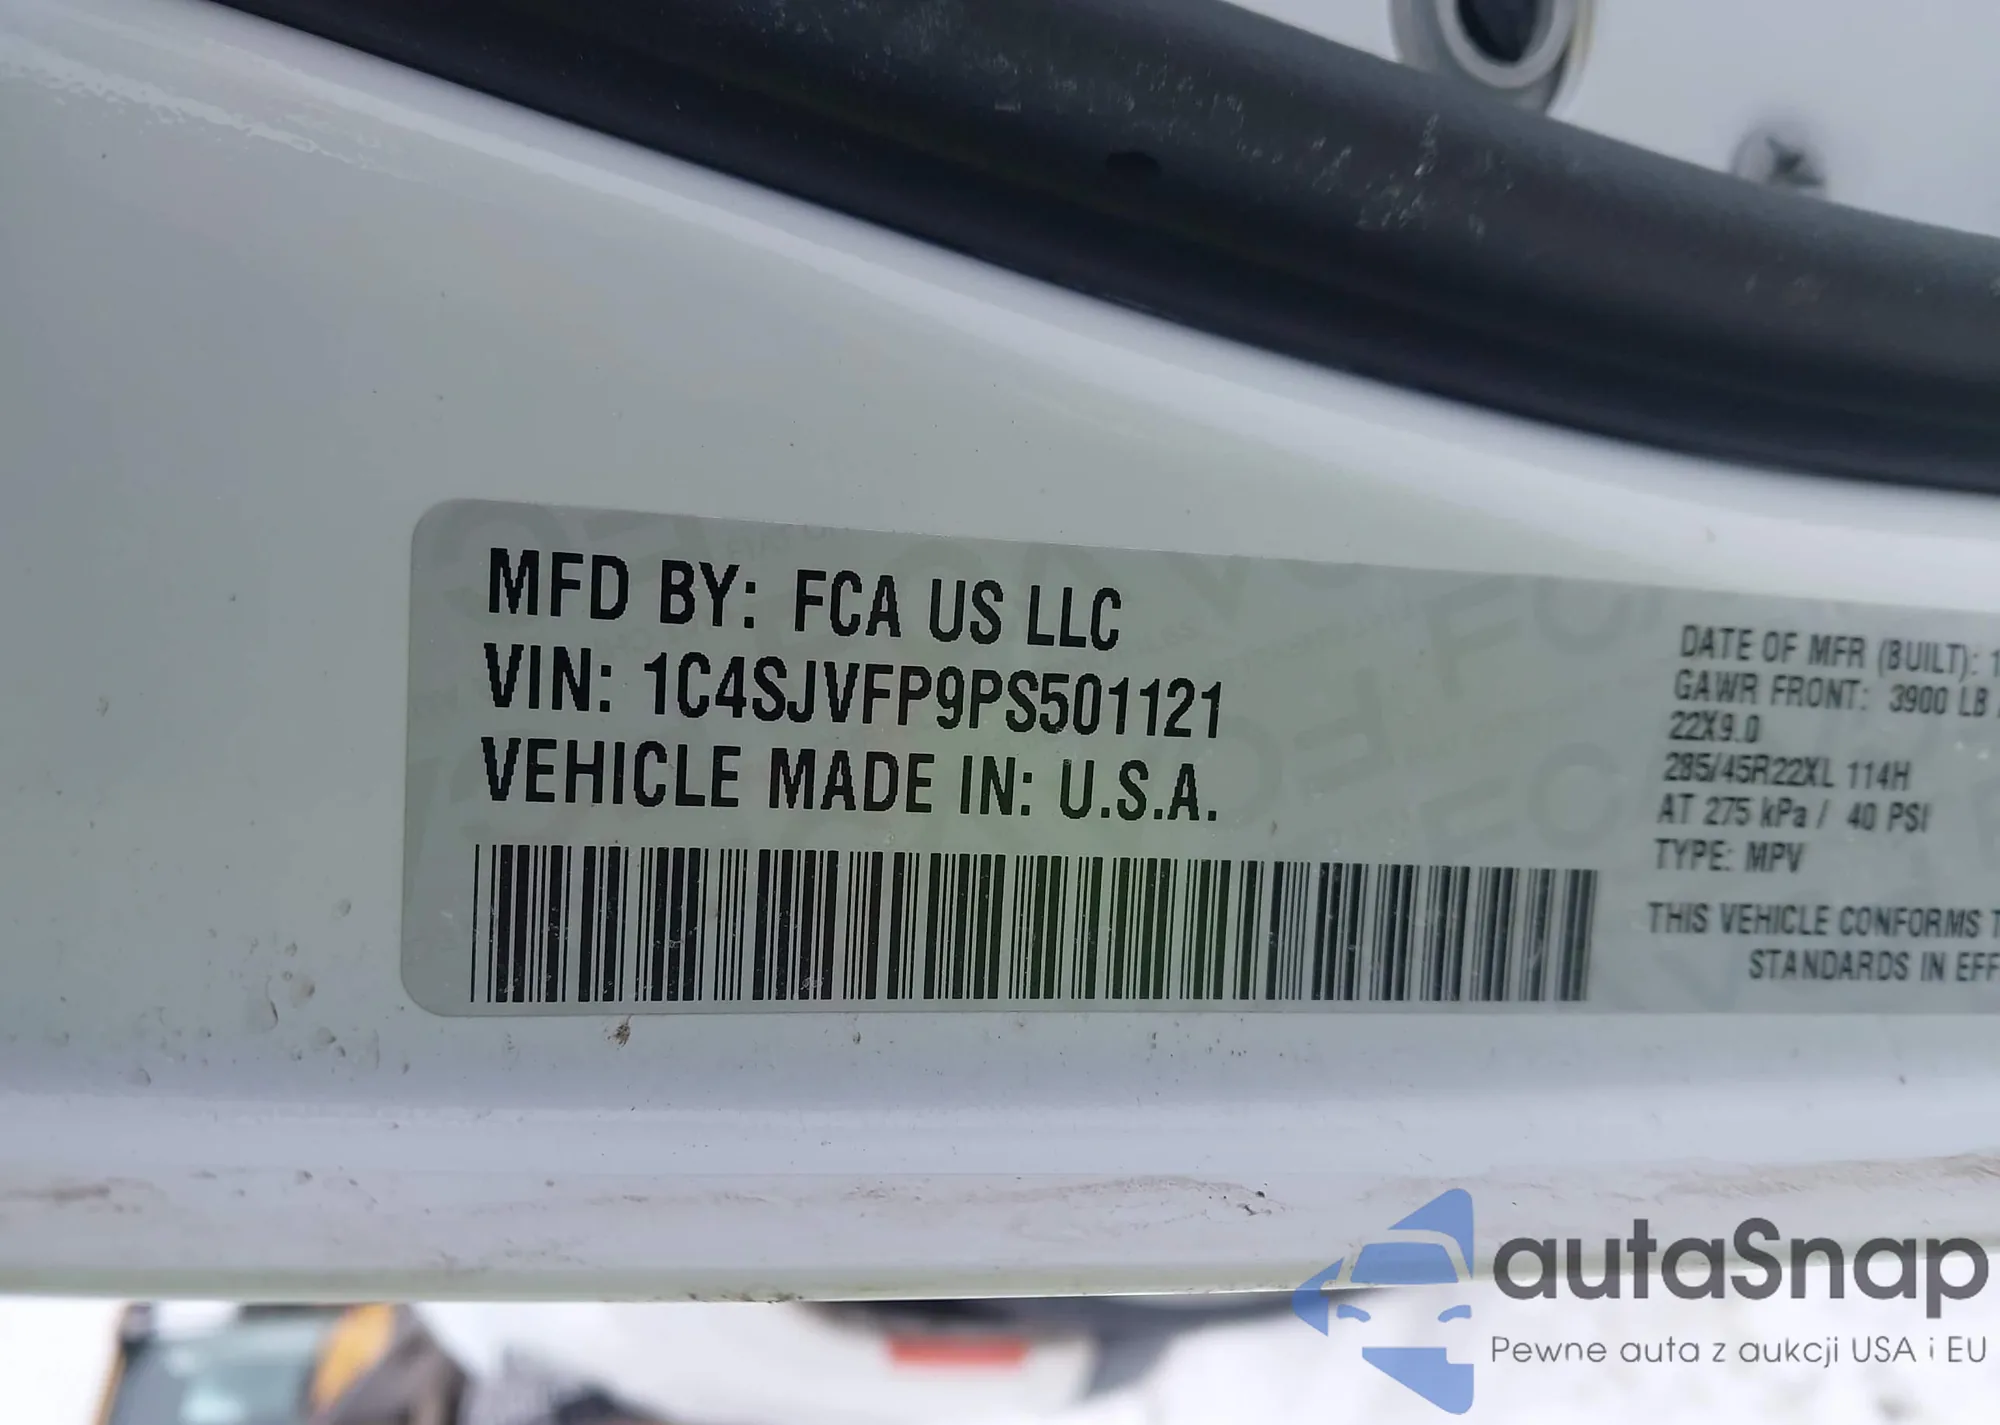 MFD BY: FCA US LLC
VIN: 1C4SJVFP9PS501121
VEHICLE MADE IN: U.S.A.
DATE OF MFR (BUILT): 1
GAWR FRONT: 3900 LB
22X9.0
285/45R22XL 114H
AT 275 kPa / 40 PSI
TYPE: MPV
THIS VEHICLE CONFORMS T
STANDARDS IN EFF
autaSnap
Pewne auta z aukcji USA i EU